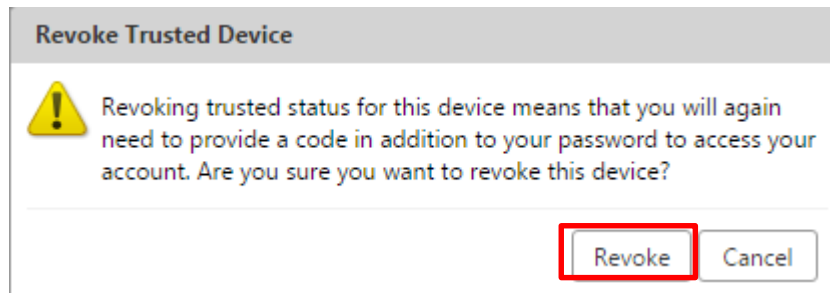 Revoke Trusted Device
Revoking trusted status for this device means that you will again
need to provide a code in addition to your password to access your
account. Are you sure you want to revoke this device?
Revoke Cancel